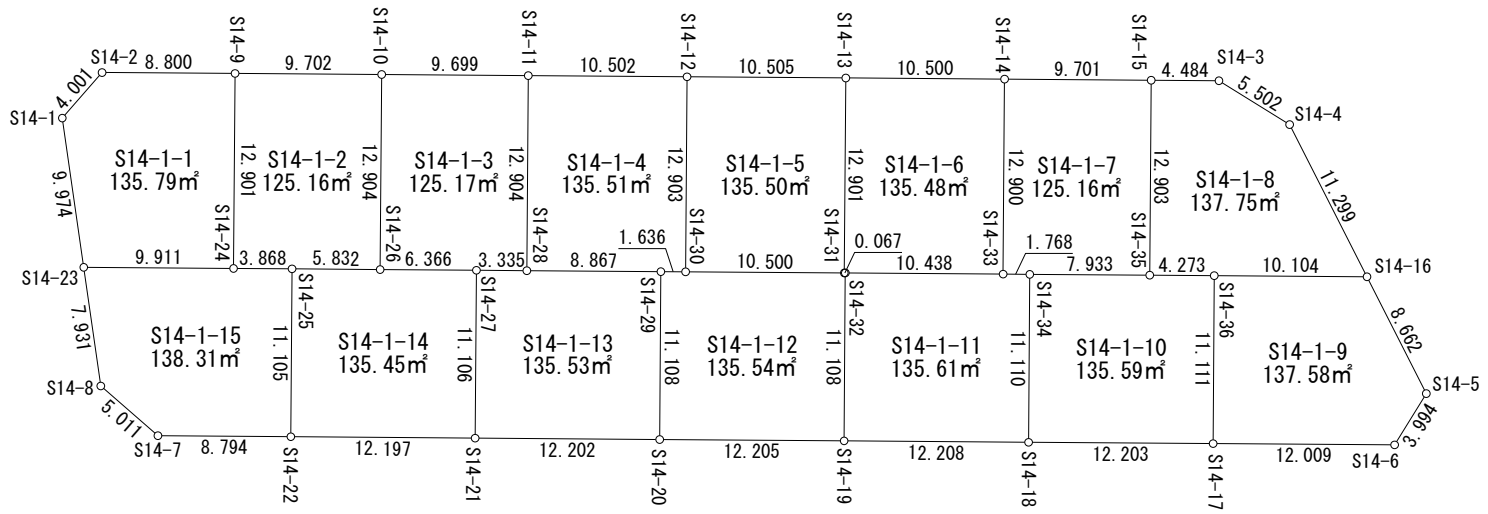 S14-9
S14-10
S14-11
S14-12
S14-13
S14-14
S14-15
S14-2
8.800
9.702
9.699
10.502
10.505
10.500
9.701
4.484
S14-3
4.001
5.502
S14-1
S14-4
12.901
12.904
12.904
12.903
12.901
12.900
12.903
S14-1-1
135.79㎡
S14-1-2
125.16㎡
S14-1-3
125.17㎡
S14-1-4
135.51㎡
S14-1-5
135.50㎡
S14-1-6
135.48㎡
S14-1-7
125.16㎡
S14-1-8
137.75㎡
9.974
11.299
S14-24
S14-26
S14-28
S14-30
S14-31
S14-33
S14-35
1.636
0.067
1.768
S14-23
9.911
3.868
5.832
6.366
3.335
8.867
10.500
10.438
7.933
4.273
10.104
S14-16
S14-25
S14-27
S14-29
S14-32
S14-34
S14-36
7.931
8.662
S14-1-15
138.31㎡
S14-1-14
135.45㎡
S14-1-13
135.53㎡
S14-1-12
135.54㎡
S14-1-11
135.61㎡
S14-1-10
135.59㎡
S14-1-9
137.58㎡
11.105
11.106
11.108
11.108
11.110
11.111
S14-8
S14-5
5.011
3.994
S14-7
8.794
12.197
12.202
12.205
12.208
12.203
12.009
S14-6
S14-22
S14-21
S14-20
S14-19
S14-18
S14-17